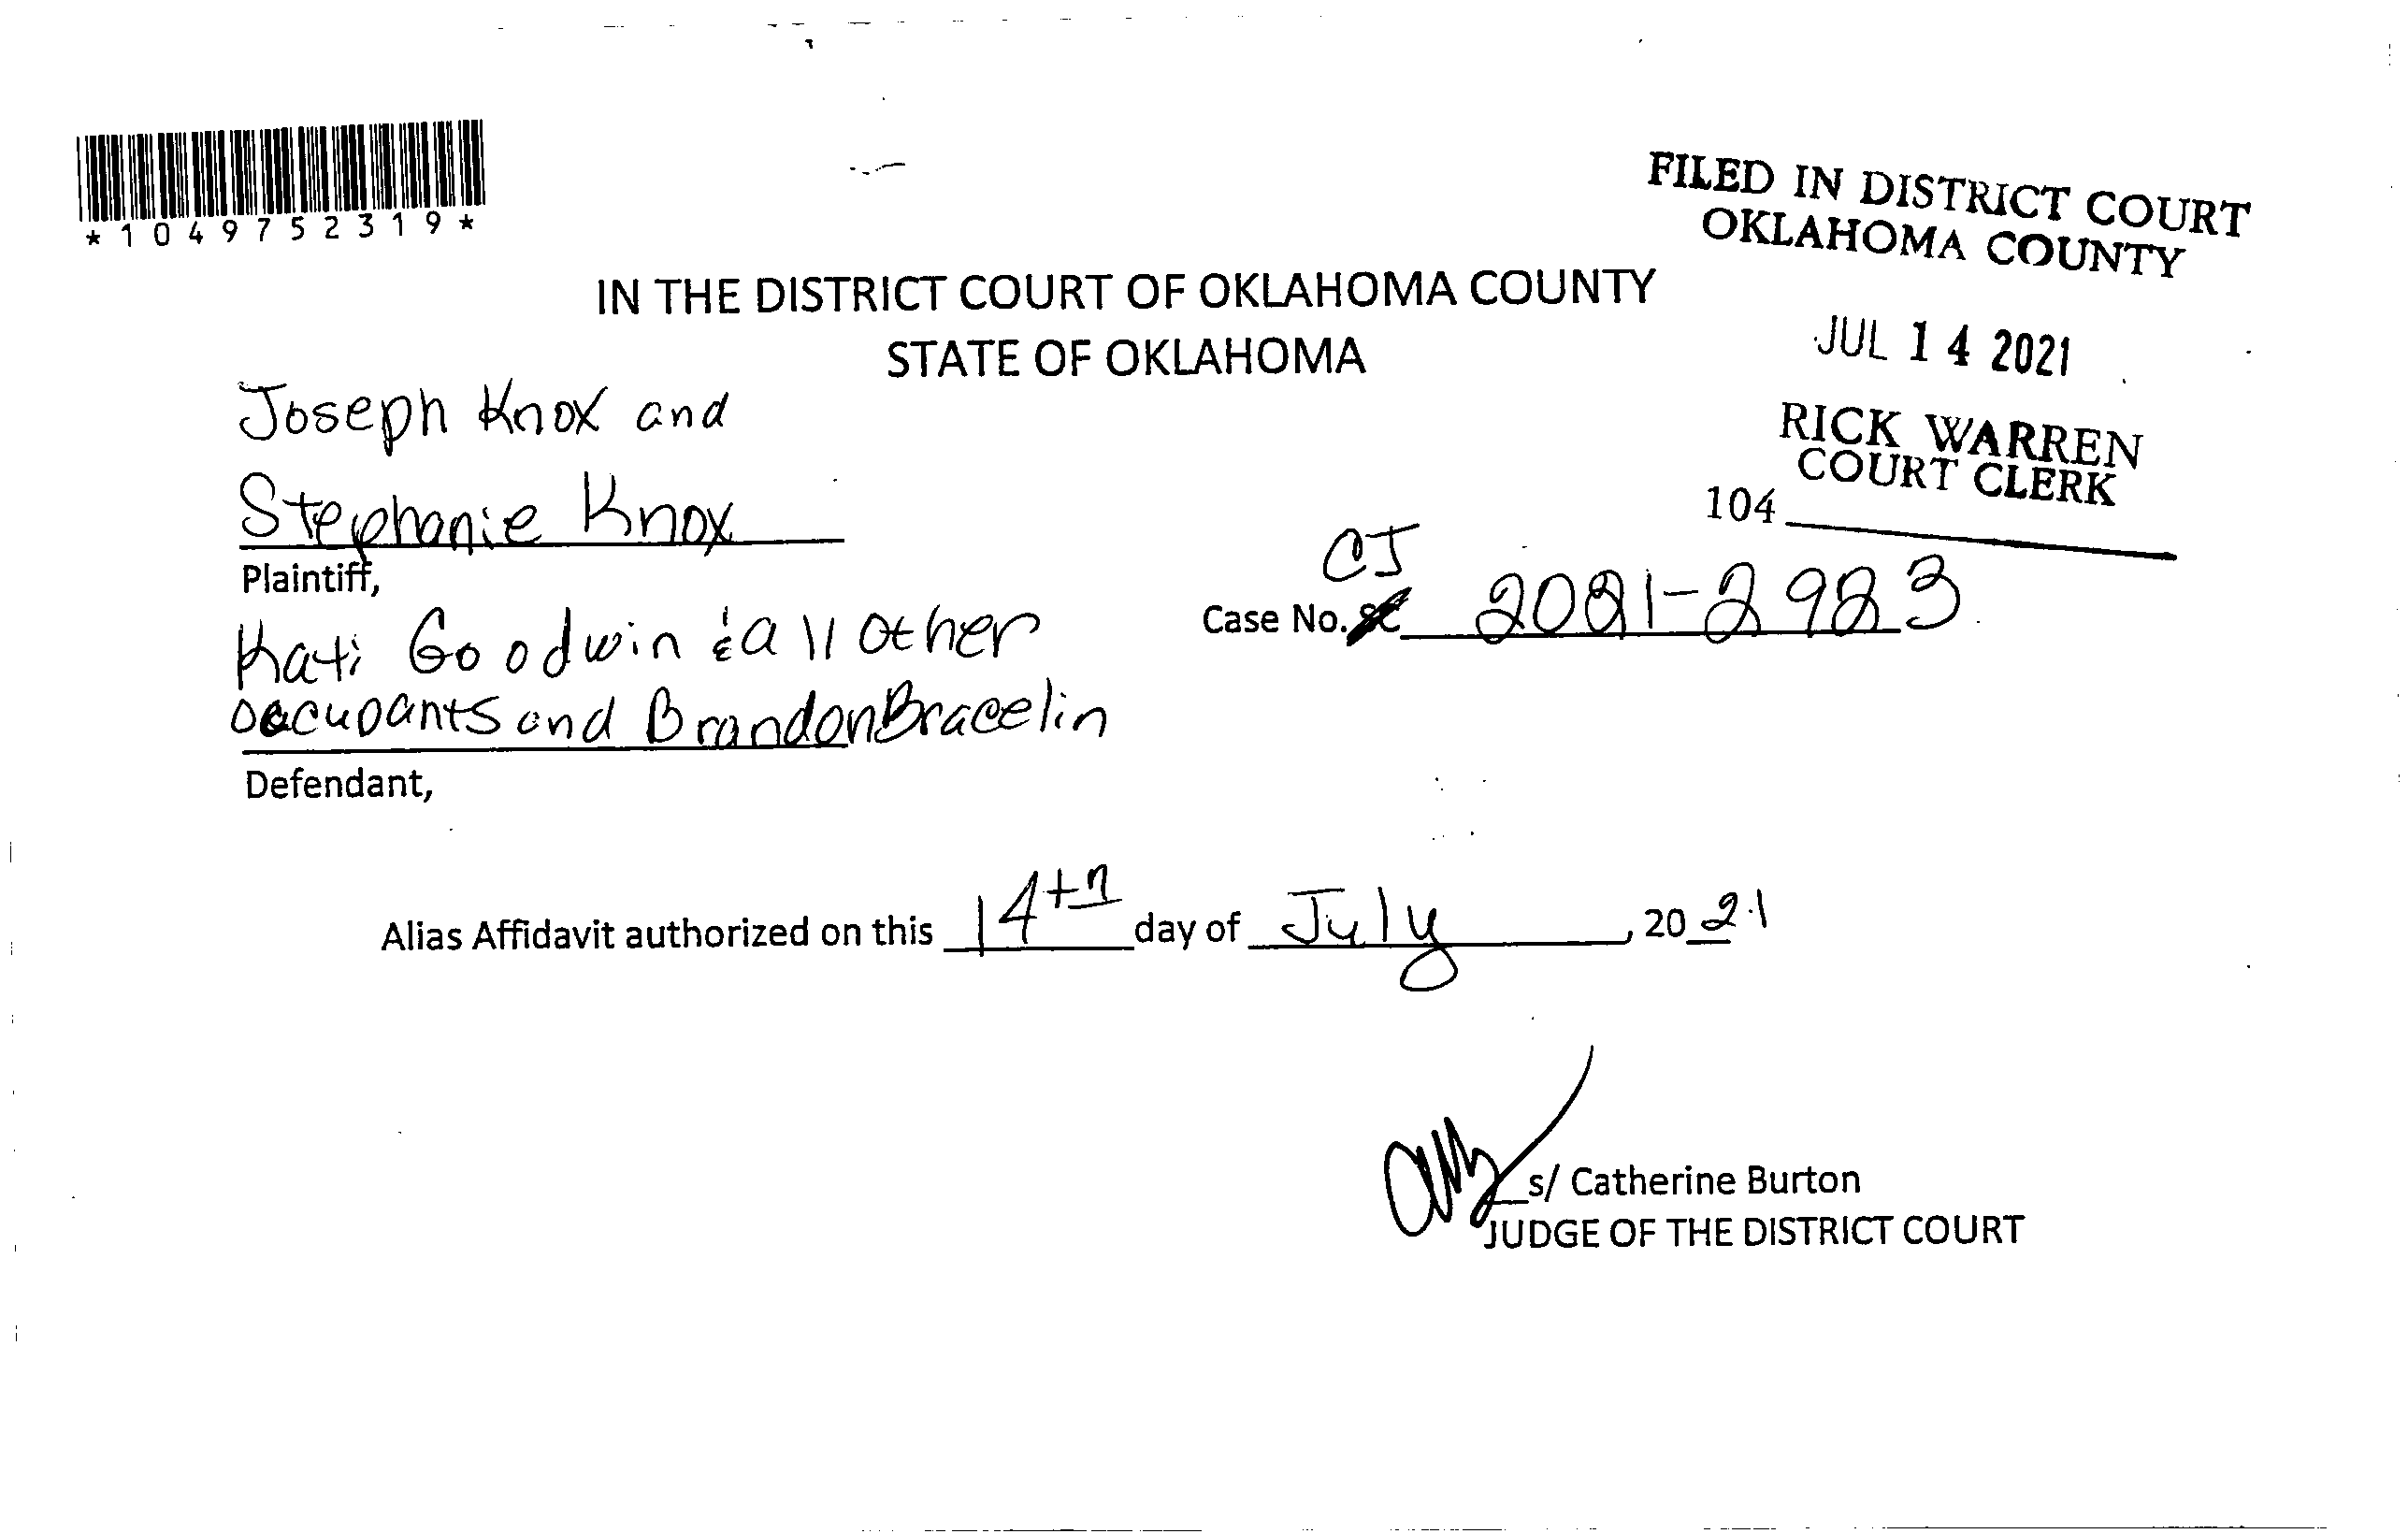 *1049752319*
FILED IN DISTRICT COURT
OKLAHOMA COUNTY
JUL 14 2021
RICK WARREN
COURT CLERK
104
IN THE DISTRICT COURT OF OKLAHOMA COUNTY
STATE OF OKLAHOMA
Joseph Knox and
Stephanie Knox
Plaintiff,
CJ
Case No. 2021-2923
Kati Goodwin & all other
occupants and Brandon Bracelin
Defendant,
Alias Affidavit authorized on this 14th day of July, 2021
s/ Catherine Burton
JUDGE OF THE DISTRICT COURT